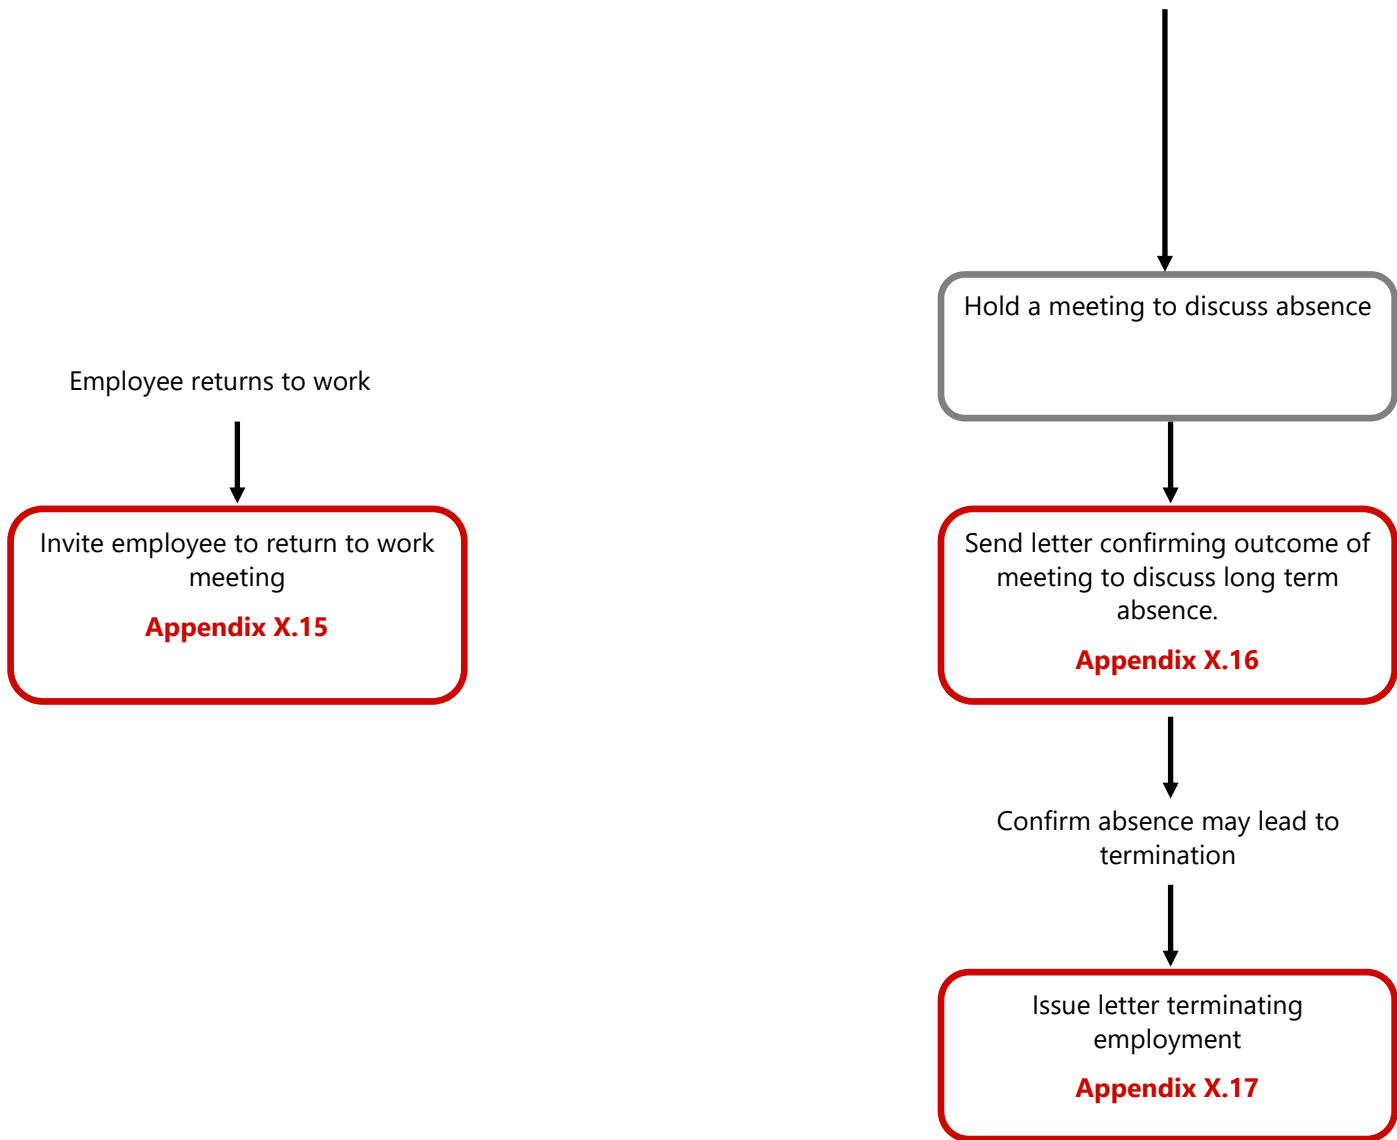 Hold a meeting to discuss absence
Employee returns to work
Invite employee to return to work
meeting
Appendix X.15
Send letter confirming outcome of
meeting to discuss long term
absence.
Appendix X.16
Confirm absence may lead to
termination
Issue letter terminating
employment
Appendix X.17